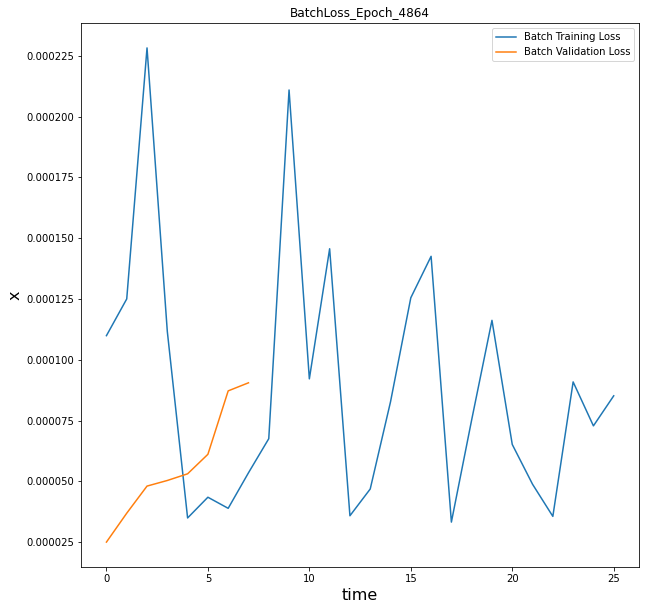 BatchLoss_Epoch_4864
Batch Training Loss
Batch Validation Loss
0.000225
0.000200
0.000175
0.000150
0.000125
0.000100
0.000075
0.000050
0.000025
x
0 5 10 15 20 25
time